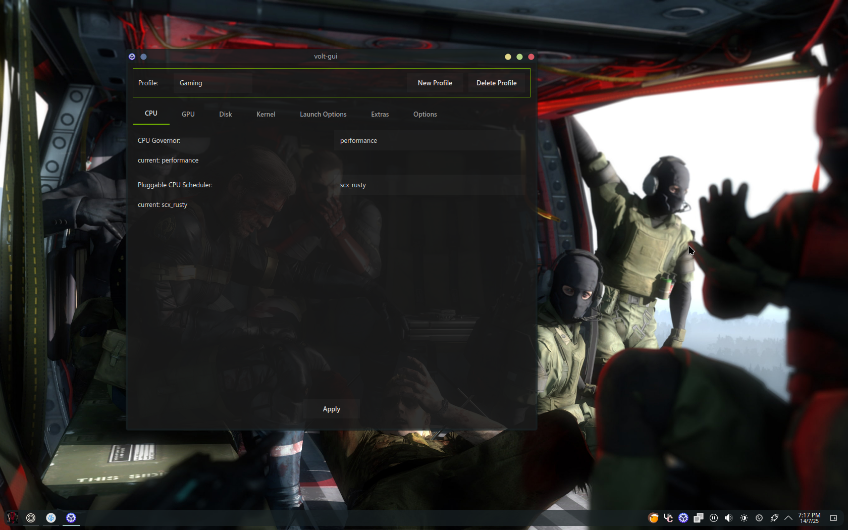 volt-gui
Profile: Gaming New Profile Delete Profile
CPU GPU Disk Kernel Launch Options Extras Options
CPU Governor: performance
current: performance
Pluggable CPU Scheduler: scx_rusty
current: scx_rusty
Apply
THIS SI
7:17 PM
14/7/25